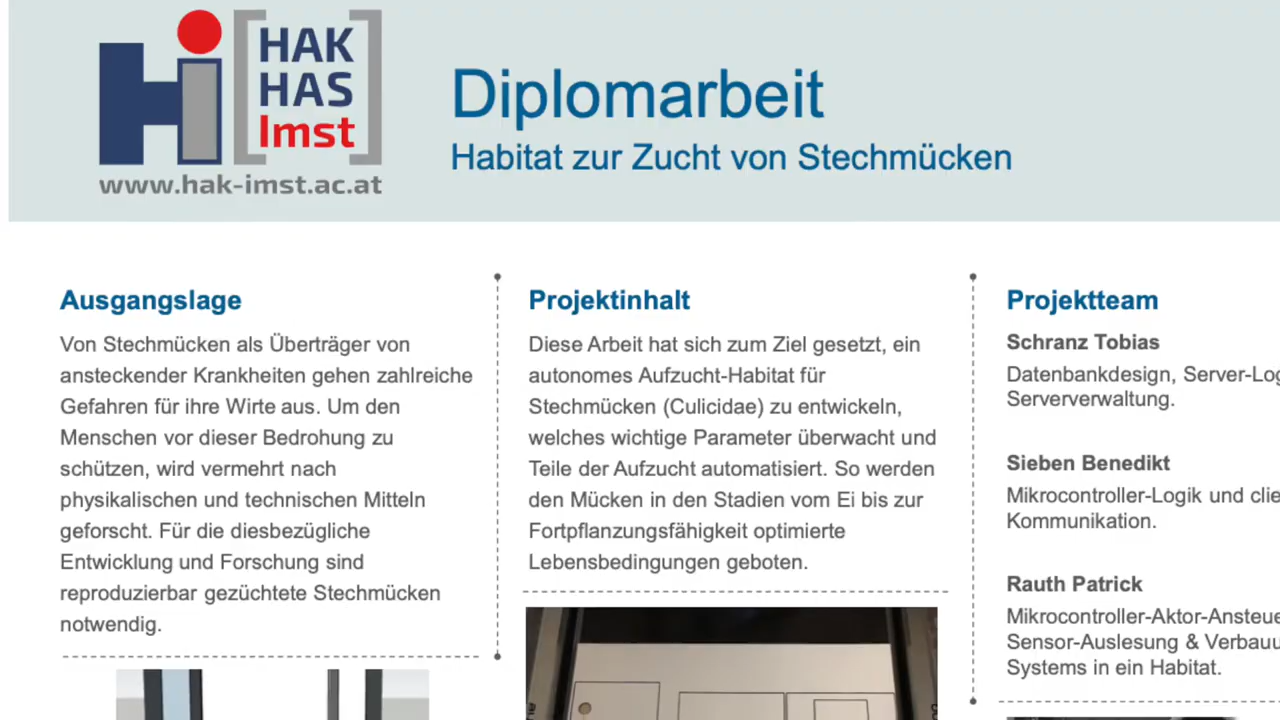 HAK
HAS
Imst
www.hak-imst.ac.at
Diplomarbeit
Habitat zur Zucht von Stechmücken
Ausgangslage
Von Stechmücken als Überträger von
ansteckender Krankheiten gehen zahlreiche
Gefahren für ihre Wirte aus. Um den
Menschen vor dieser Bedrohung zu
schützen, wird vermehrt nach
physikalischen und technischen Mitteln
geforscht. Für die diesbezügliche
Entwicklung und Forschung sind
reproduzierbar gezüchtete Stechmücken
notwendig.
Projektinhalt
Diese Arbeit hat sich zum Ziel gesetzt, ein
autonomes Aufzucht-Habitat für
Stechmücken (Culicidae) zu entwickeln,
welches wichtige Parameter überwacht und
Teile der Aufzucht automatisiert. So werden
den Mücken in den Stadien vom Ei bis zur
Fortpflanzungsfähigkeit optimierte
Lebensbedingungen geboten.
Projektteam
Schranz Tobias
Datenbankdesign,
Serververwaltung.
Sieben Benedikt
Mikrocontroller-Logik und
Kommunikation.
Rauth Patrick
Sensor-Auslesung &
Systems in ein Habitat.